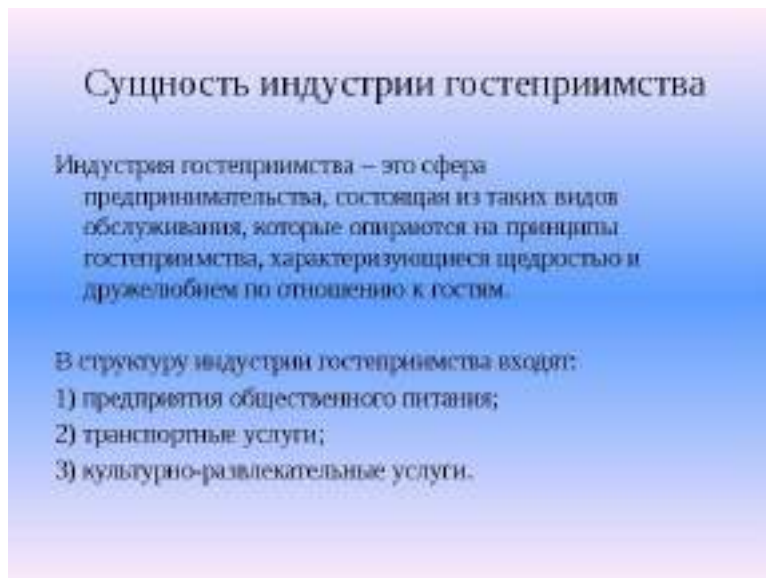 Сущность индустрии гостеприимства
Индустрия гостеприимства – это сфера
предпринимательства, состоящая из таких видов
обслуживания, которые опираются на принципы
гостеприимства, характеризующиеся щедростью и
дружелюбием по отношению к гостям.
В структуру индустрии гостеприимства входят:
1) предприятия общественного питания;
2) транспортные услуги;
3) культурно-развлекательные услуги.